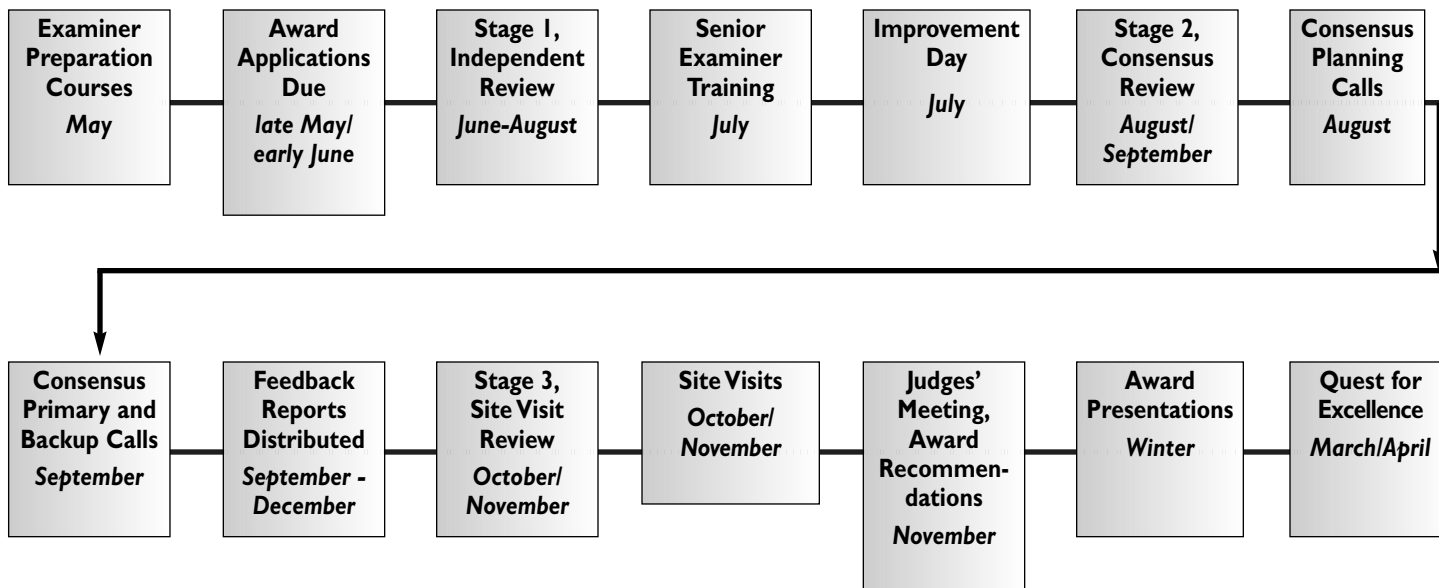 Examiner
Preparation
Courses
May
Award
Applications
Due
late May/
early June
Stage 1,
Independent
Review
June-August
Senior
Examiner
Training
July
Improvement
Day
July
Stage 2,
Consensus
Review
August/
September
Consensus
Planning
Calls
August
Consensus
Primary and
Backup Calls
September
Feedback
Reports
Distributed
September -
December
Stage 3,
Site Visit
Review
October/
November
Site Visits
October/
November
Judges’
Meeting,
Award
Recommen-
dations
November
Award
Presentations
Winter
Quest for
Excellence
March/April